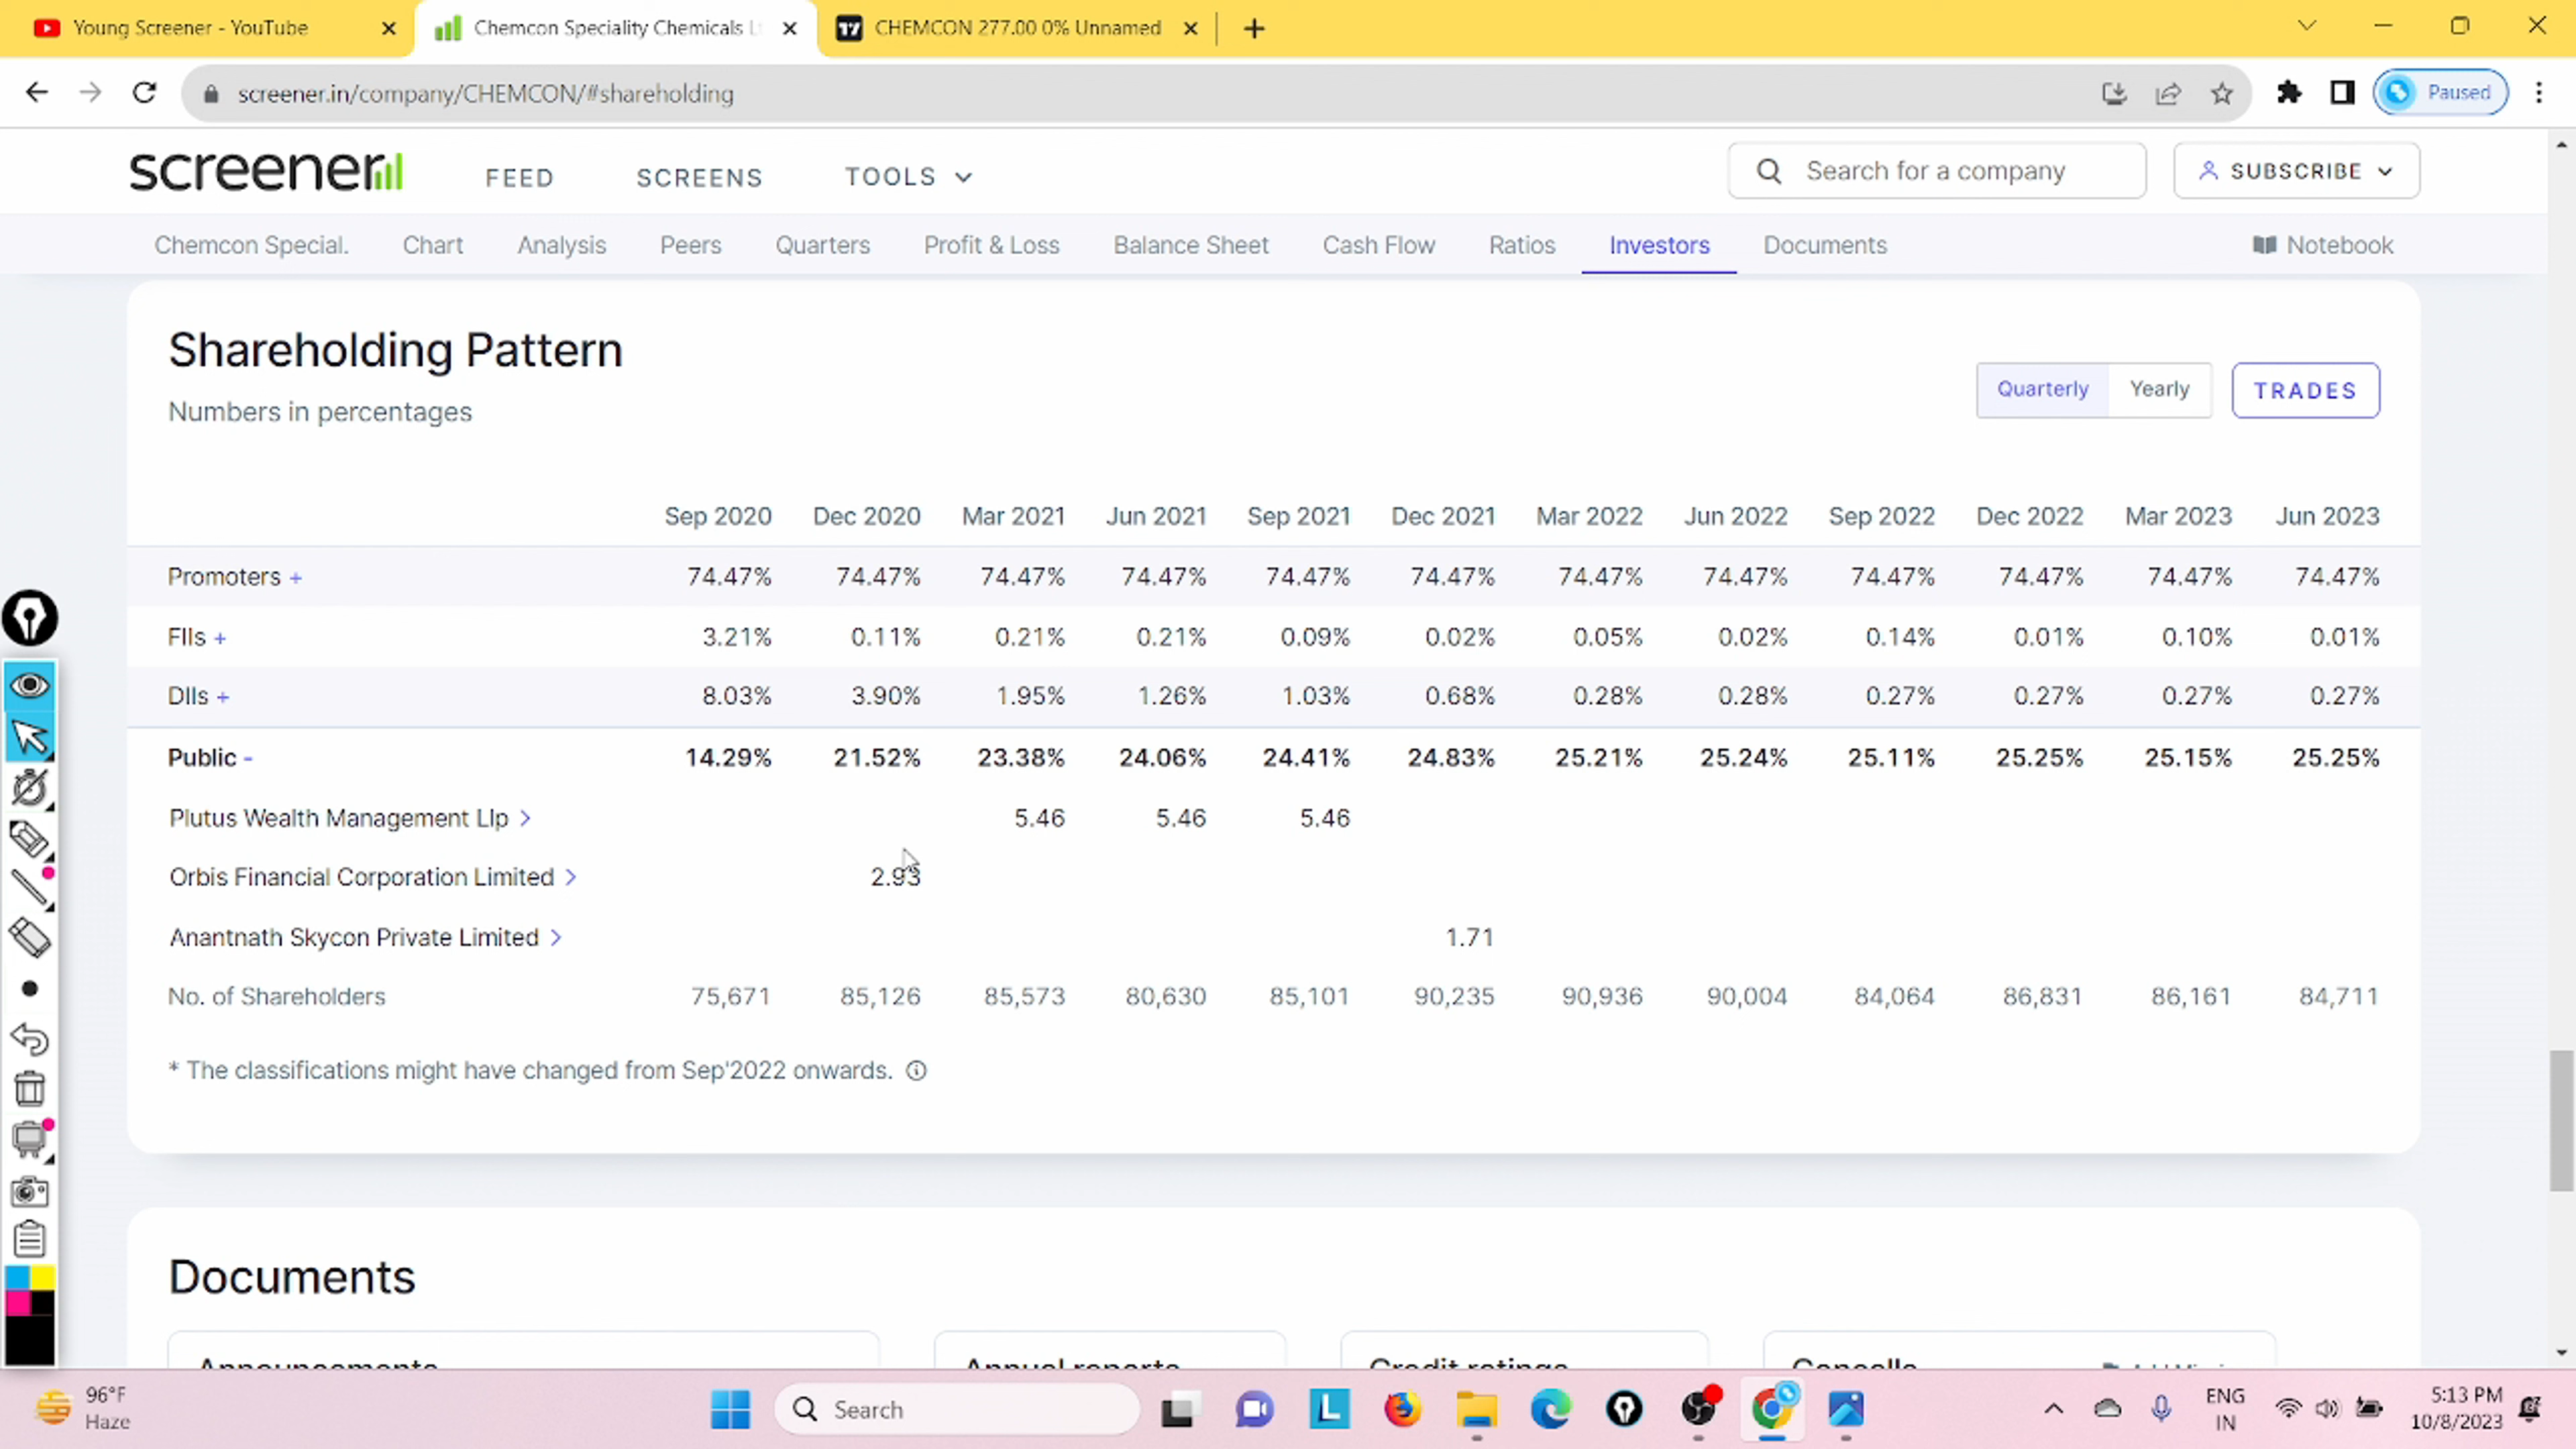 Young Screener - YouTube
Chemcon Speciality Chemicals Lt
CHEMCON 277.00 0% Unnamed
screener.in/company/CHEMCON/#shareholding
Paused
screener
FEED SCREENS TOOLS
Search for a company
SUBSCRIBE
Chemcon Special. Chart Analysis Peers Quarters Profit & Loss Balance Sheet Cash Flow Ratios Investors Documents Notebook
Shareholding Pattern
Numbers in percentages
Quarterly Yearly TRADES
Sep 2020 Dec 2020 Mar 2021 Jun 2021 Sep 2021 Dec 2021 Mar 2022 Jun 2022 Sep 2022 Dec 2022 Mar 2023 Jun 2023
Promoters + 74.47% 74.47% 74.47% 74.47% 74.47% 74.47% 74.47% 74.47% 74.47% 74.47% 74.47% 74.47%
FIIs + 3.21% 0.11% 0.21% 0.21% 0.09% 0.02% 0.05% 0.02% 0.14% 0.01% 0.10% 0.01%
DIIs + 8.03% 3.90% 1.95% 1.26% 1.03% 0.68% 0.28% 0.28% 0.27% 0.27% 0.27% 0.27%
Public - 14.29% 21.52% 23.38% 24.06% 24.41% 24.83% 25.21% 25.24% 25.11% 25.25% 25.15% 25.25%
Plutus Wealth Management Llp 5.46 5.46 5.46
Orbis Financial Corporation Limited 2.93
Anantnath Skycon Private Limited 1.71
No. of Shareholders 75,671 85,126 85,573 80,630 85,101 90,235 90,936 90,004 84,064 86,831 86,161 84,711
* The classifications might have changed from Sep'2022 onwards.
Documents
Announcements Annual reports Credit ratings Concalls
96°F
Haze
Search
ENG
IN
5:13 PM
10/8/2023